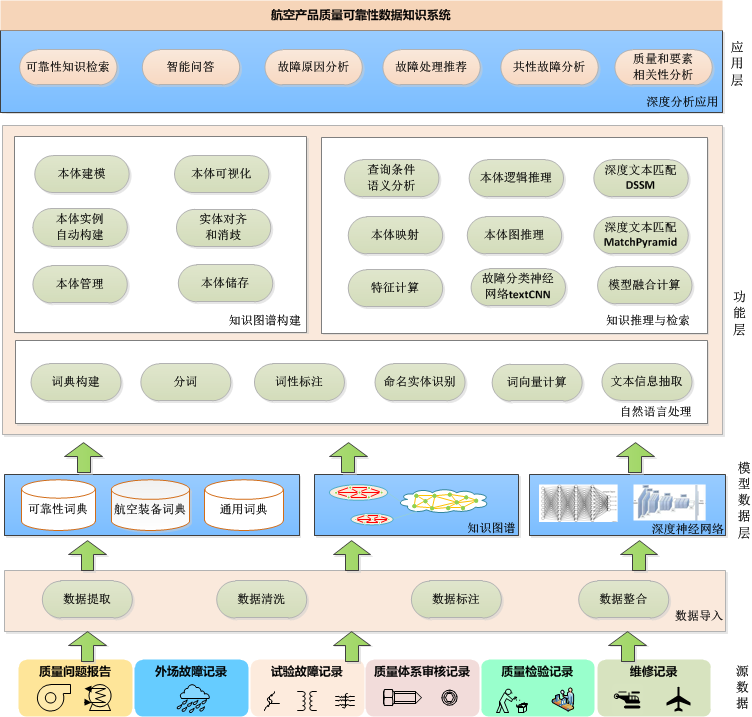 航空产品质量可靠性数据知识系统
可靠性知识检索
智能问答
故障原因分析
故障处理推荐
共性故障分析
质量和要素
相关性分析
深度分析应用
应用层
本体建模
本体可视化
本体实例
自动构建
实体对齐
和消歧
本体管理
本体储存
知识图谱构建
查询条件
语义分析
本体逻辑推理
深度文本匹配
DSSM
本体映射
本体图推理
深度文本匹配
MatchPyramid
特征计算
故障分类神经
网络textCNN
模型融合计算
知识推理与检索
功能层
词典构建
分词
词性标注
命名实体识别
词向量计算
文本信息抽取
自然语言处理
可靠性词典
航空装备词典
通用词典
知识图谱
深度神经网络
模型数据层
数据提取
数据清洗
数据标注
数据整合
数据导入
质量问题报告
外场故障记录
试验故障记录
质量体系审核记录
质量检验记录
维修记录
源数据